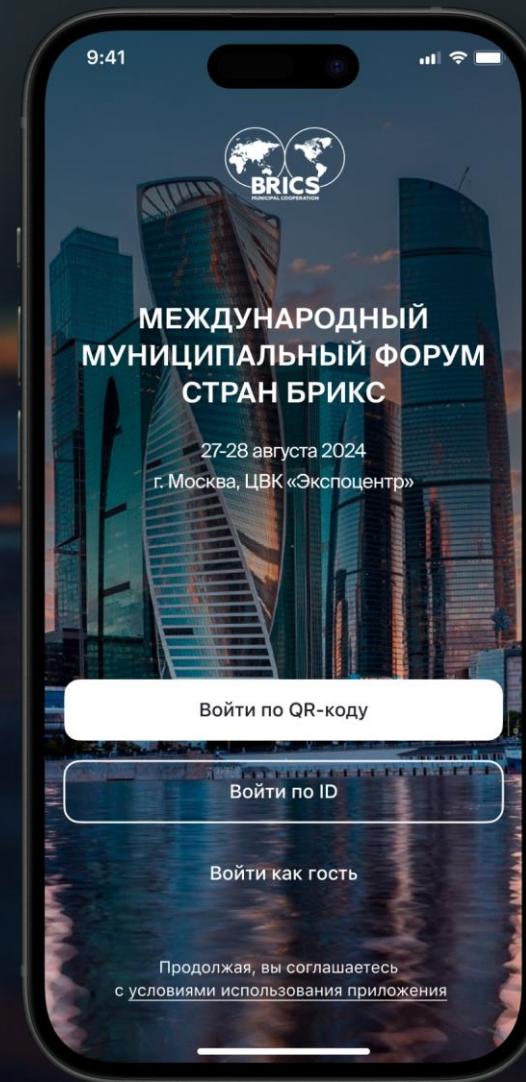 9:41
BRICS
MUNICIPAL COOPERATION
МЕЖДУНАРОДНЫЙ
МУНИЦИПАЛЬНЫЙ ФОРУМ
СТРАН БРИКС
27-28 августа 2024
г. Москва, ЦВК «Экспоцентр»
Войти по QR-коду
Войти по ID
Войти как гость
Продолжая, вы соглашаетесь
с условиями использования приложения